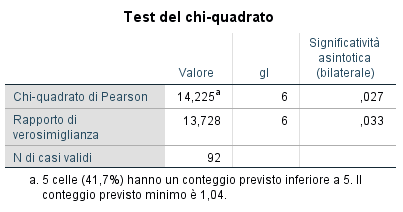 Test del chi-quadrato
Significatività
asintotica
(bilaterale)
Valore gl
Chi-quadrato di Pearson 14,225a 6 ,027
Rapporto di
verosimiglianza
13,728 6 ,033
N di casi validi 92
a. 5 celle (41,7%) hanno un conteggio previsto inferiore a 5. Il
conteggio previsto minimo è 1,04.